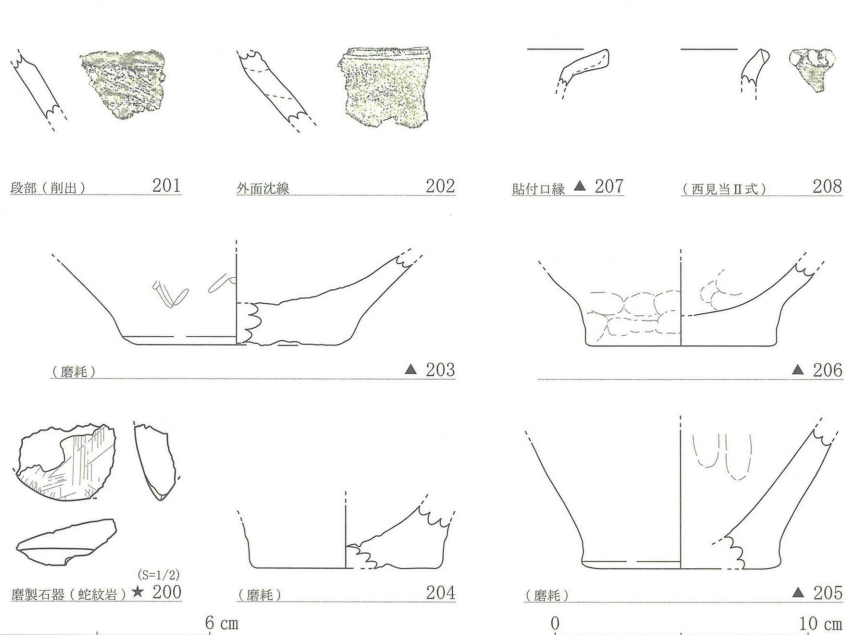 段部(削出) 201
外面沈線 202
貼付口縁 ▲ 207
(西見当Ⅱ式) 208
(磨耗) ▲ 203
▲ 206
(S=1/2)
磨製石器(蛇紋岩) ★ 200
(磨耗) 204
(磨耗) ▲ 205
6 cm
0 10 cm